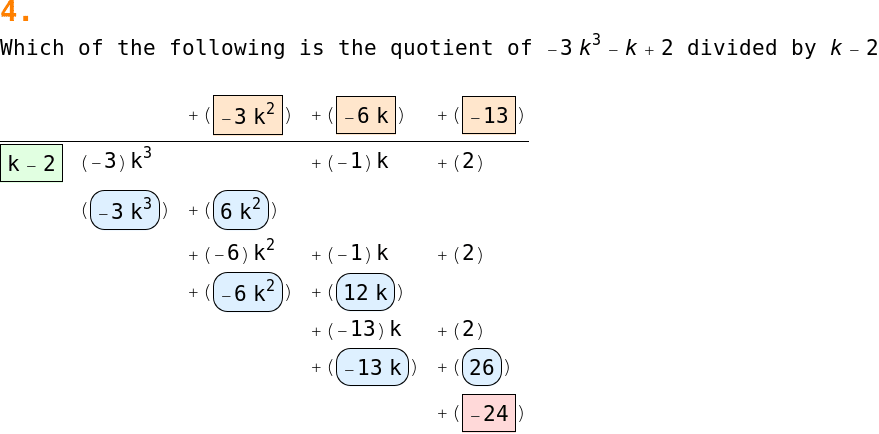 4.
Which of the following is the quotient of −3 k³ − k + 2 divided by k − 2
+ (−3 k²) + (−6 k) + (−13)
k − 2 (−3) k³ + (−1) k + (2)
(−3 k³) + (6 k²)
+ (−6) k² + (−1) k + (2)
+ (−6 k²) + (12 k)
+ (−13) k + (2)
+ (−13 k) + (26)
+ (−24)